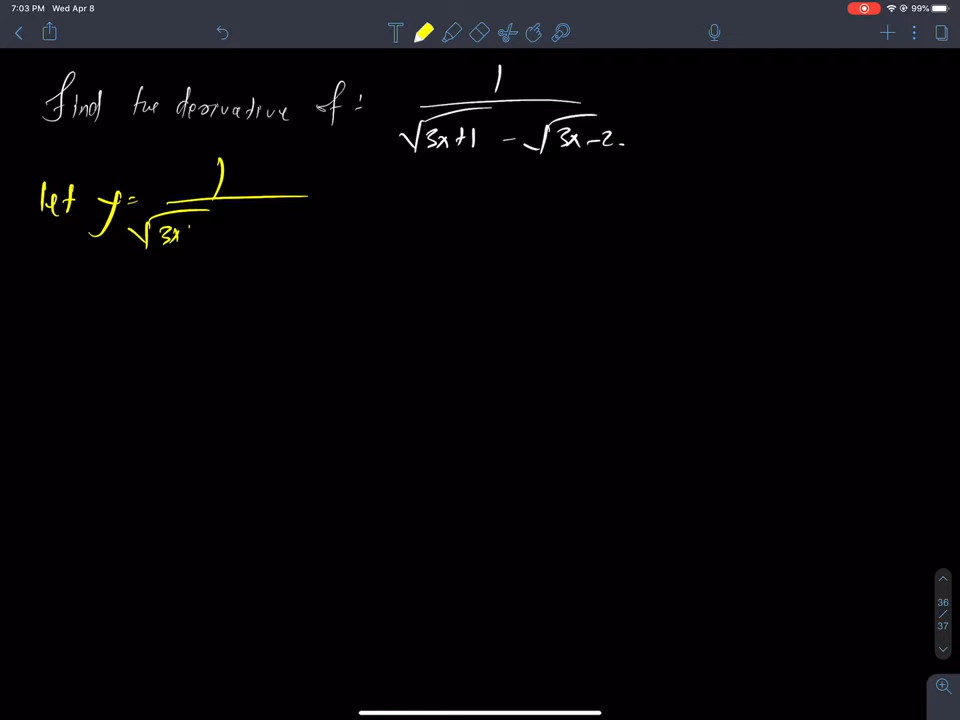 7:03 PM Wed Apr 8
99%
T
Find the derivative of : 1 / √3x+1 - √3x-2.
let y = 1 / √3x
36
/
37